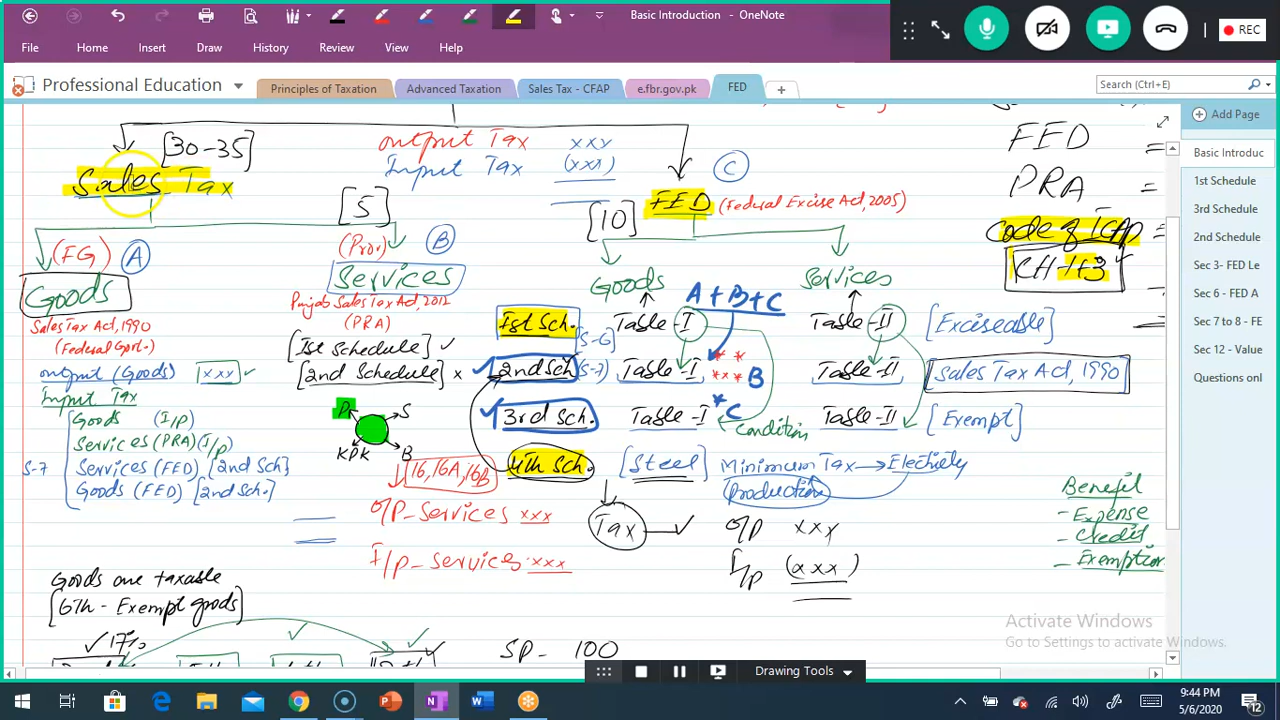 Basic Introduction - OneNote
REC
File Home Insert Draw History Review View Help
Professional Education
Principles of Taxation
Advanced Taxation
Sales Tax - CFAP
e.fbr.gov.pk
FED
Search (Ctrl+E)
Add Page
Basic Introduc
1st Schedule
3rd Schedule
2nd Schedule
Sec 3- FED Le
Sec 6 - FED A
Sec 7 to 8 - FE
Sec 12 - Value
Questions onl
[30-35]
Sales Tax
output Tax xxx
Input Tax (xxx)
[5]
[10]
FED (Federal Excise Act, 2005)
C
FED =
PRA =
Code of ICAP =
CH-1+3
(FG) A
Goods
Sales Tax Act, 1990
(Federal Govt.)
output (Goods) xxx
Input Tax
Goods (I/p)
Services (PRA) (I/p)
S-7 Services (FED) [2nd Sch]
Goods (FED) [2nd Sch]
(Prov) B
Services
Punjab Sales Tax Act, 2012
(PRA)
[Ist Schedule]
[2nd Schedule] x
P S
KPK B
16, 16A, 16B
O/P-Services xxx
I/p-Services xxx
Goods Services
A+B+C
Ist Sch. [S-6] Table-I Table-II [Exciseable]
2nd Sch (S-7) Table-I *** B Table-II Sales Tax Act, 1990
3rd Sch. Table-I * C Table-II [Exempt]
Condition
4th Sch. [Steel] Minimum Tax
Production
Tax O/p xxx
I/p (xxx)
Benefit
- Expense
- Credit
- Exemption
Goods are taxable
[6th - Exempt goods]
17%
SP- 100
Activate Windows
Go to Settings to activate Windows.
Drawing Tools
9:44 PM
5/6/2020
12